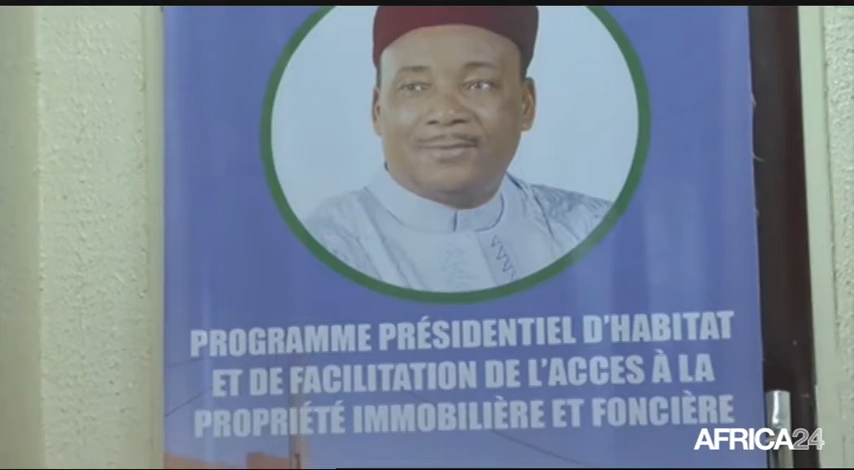 PROGRAMME PRÉSIDENTIEL D'HABITAT
ET DE FACILITATION DE L'ACCES À LA
PROPRIÉTÉ IMMOBILIÈRE ET FONCIÈRE
AFRICA24